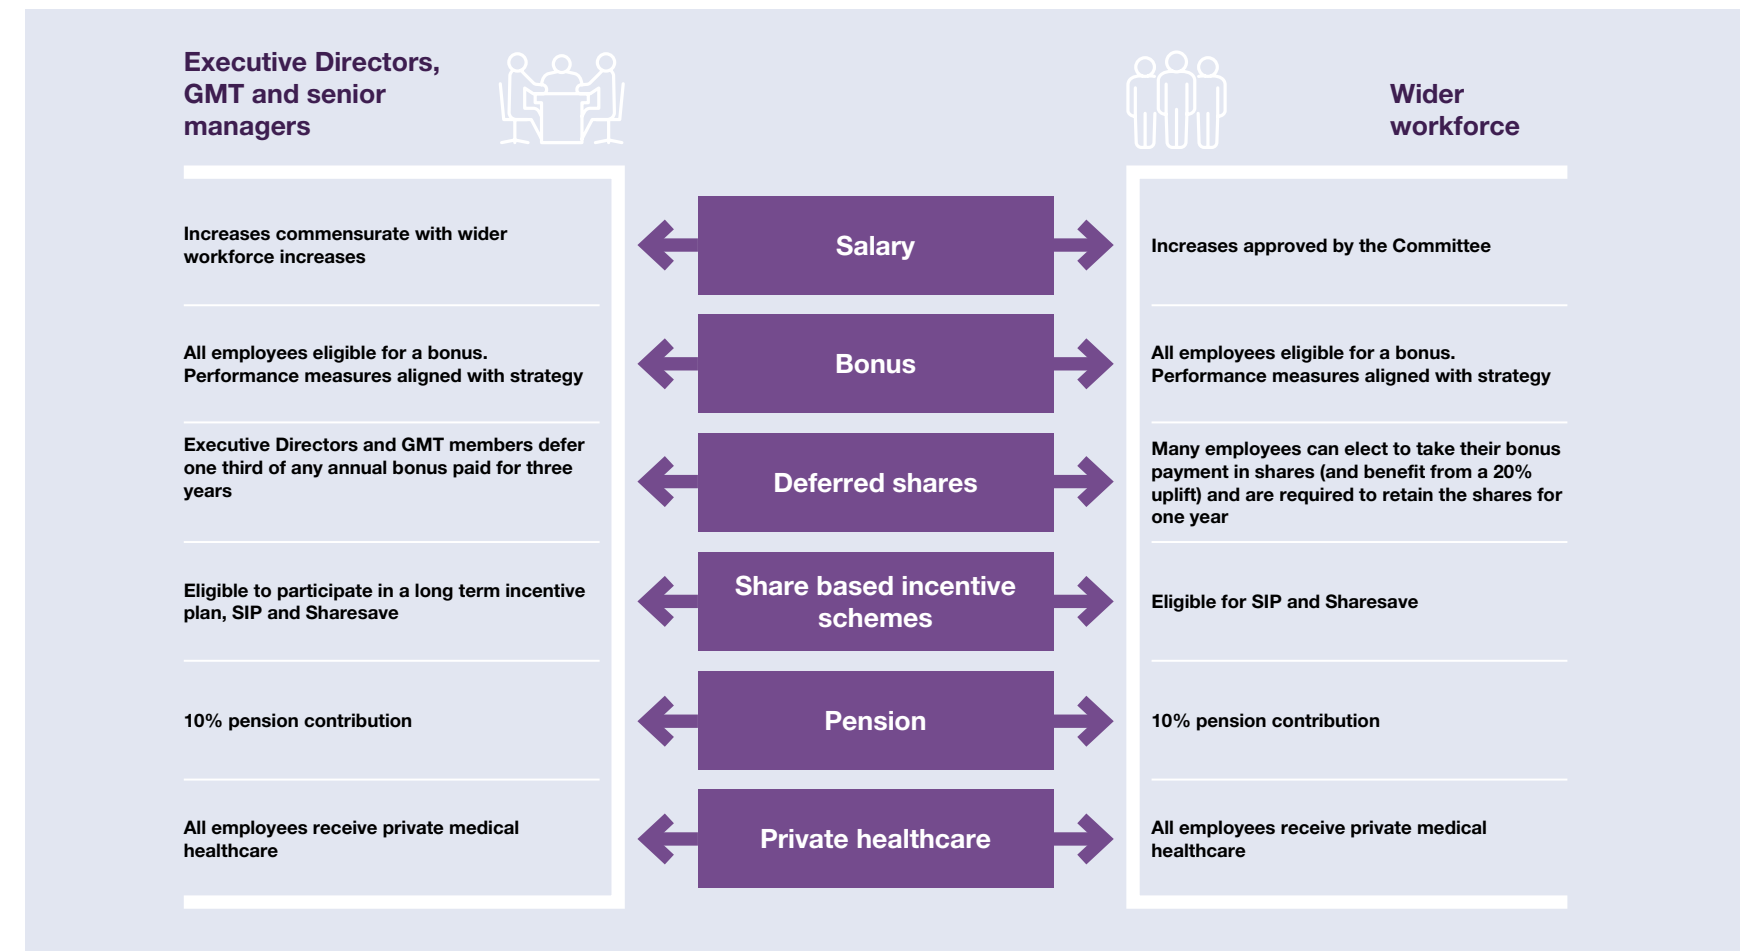 Executive Directors,
GMT and senior
managers
Wider
workforce
Increases commensurate with wider
workforce increases
Salary
Increases approved by the Committee
All employees eligible for a bonus.
Performance measures aligned with strategy
Bonus
All employees eligible for a bonus.
Performance measures aligned with strategy
Executive Directors and GMT members defer
one third of any annual bonus paid for three
years
Deferred shares
Many employees can elect to take their bonus
payment in shares (and benefit from a 20%
uplift) and are required to retain the shares for
one year
Eligible to participate in a long term incentive
plan, SIP and Sharesave
Share based incentive
schemes
Eligible for SIP and Sharesave
10% pension contribution
Pension
10% pension contribution
All employees receive private medical
healthcare
Private healthcare
All employees receive private medical
healthcare